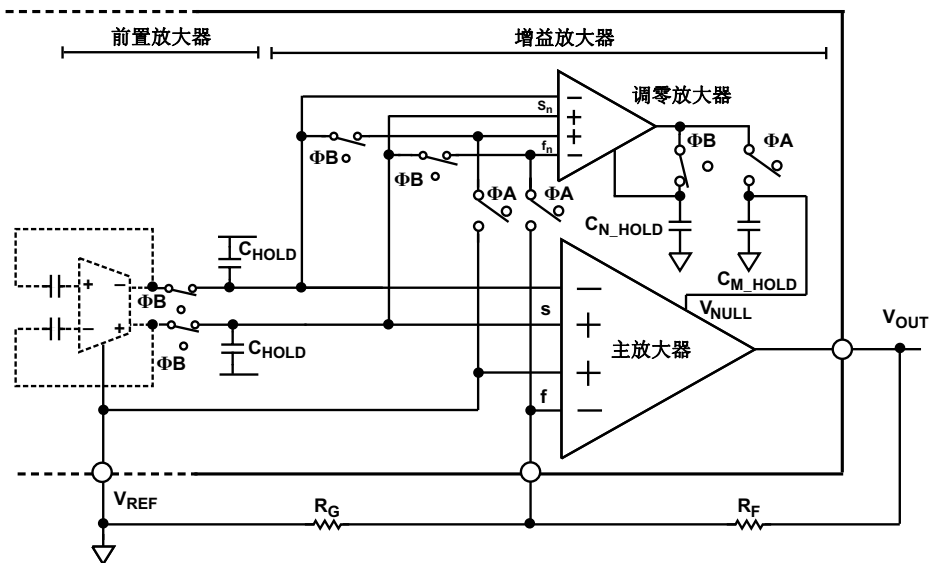 前置放大器
增益放大器
调零放大器
Sn
fn
ΦB
ΦB
ΦB
ΦA
ΦA
ΦA
CN_HOLD
CM_HOLD
CHOLD
ΦB
ΦB
CHOLD
s
f
VNULL
主放大器
VOUT
VREF
RG
RF